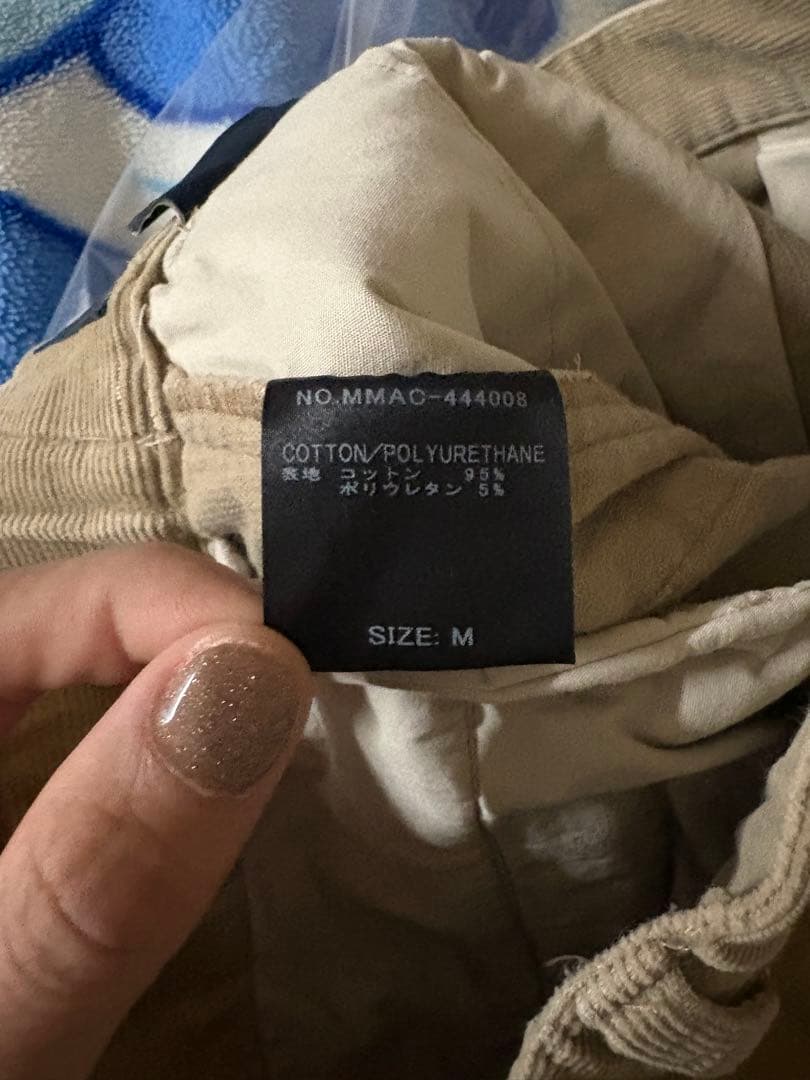 NO.MMAC-444008
COTTON/POLYURETHANE
表地 コットン 95%
ポリウレタン 5%
SIZE: M